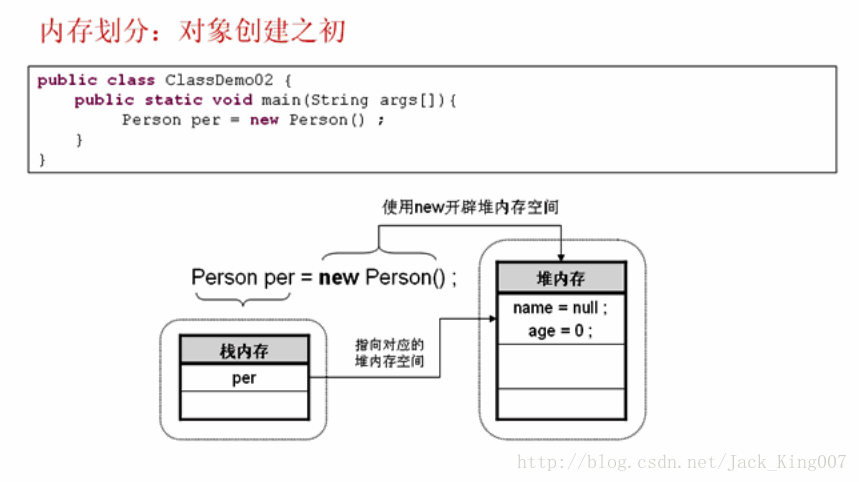 内存划分：对象创建之初
public class ClassDemo02 {
public static void main(String args[]){
Person per = new Person() ;
}
}
使用new开辟堆内存空间
Person per = new Person() ;
堆内存
name = null ;
age = 0 ;
栈内存
per
指向对应的
堆内存空间
http://blog.csdn.net/Jack_King007